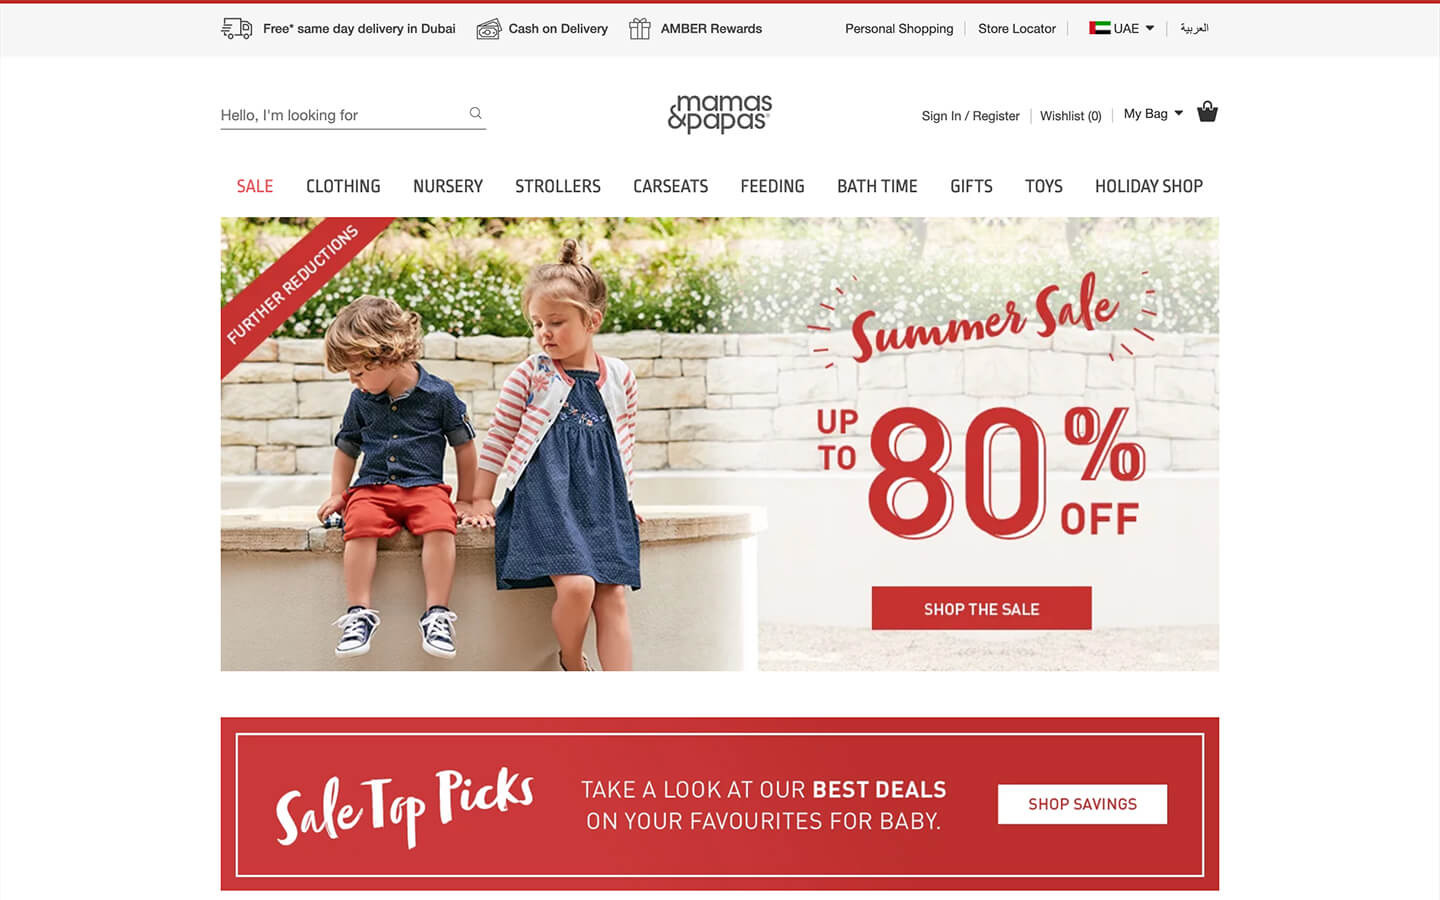 Free* same day delivery in Dubai
Cash on Delivery
AMBER Rewards
Personal Shopping
Store Locator
UAE
العربية
Hello, I'm looking for
mamas
&papas
Sign In / Register
Wishlist (0)
My Bag
SALE
CLOTHING
NURSERY
STROLLERS
CARSEATS
FEEDING
BATH TIME
GIFTS
TOYS
HOLIDAY SHOP
FURTHER REDUCTIONS
Summer Sale
UP
TO
80%
OFF
SHOP THE SALE
Sale Top Picks
TAKE A LOOK AT OUR BEST DEALS
ON YOUR FAVOURITES FOR BABY.
SHOP SAVINGS